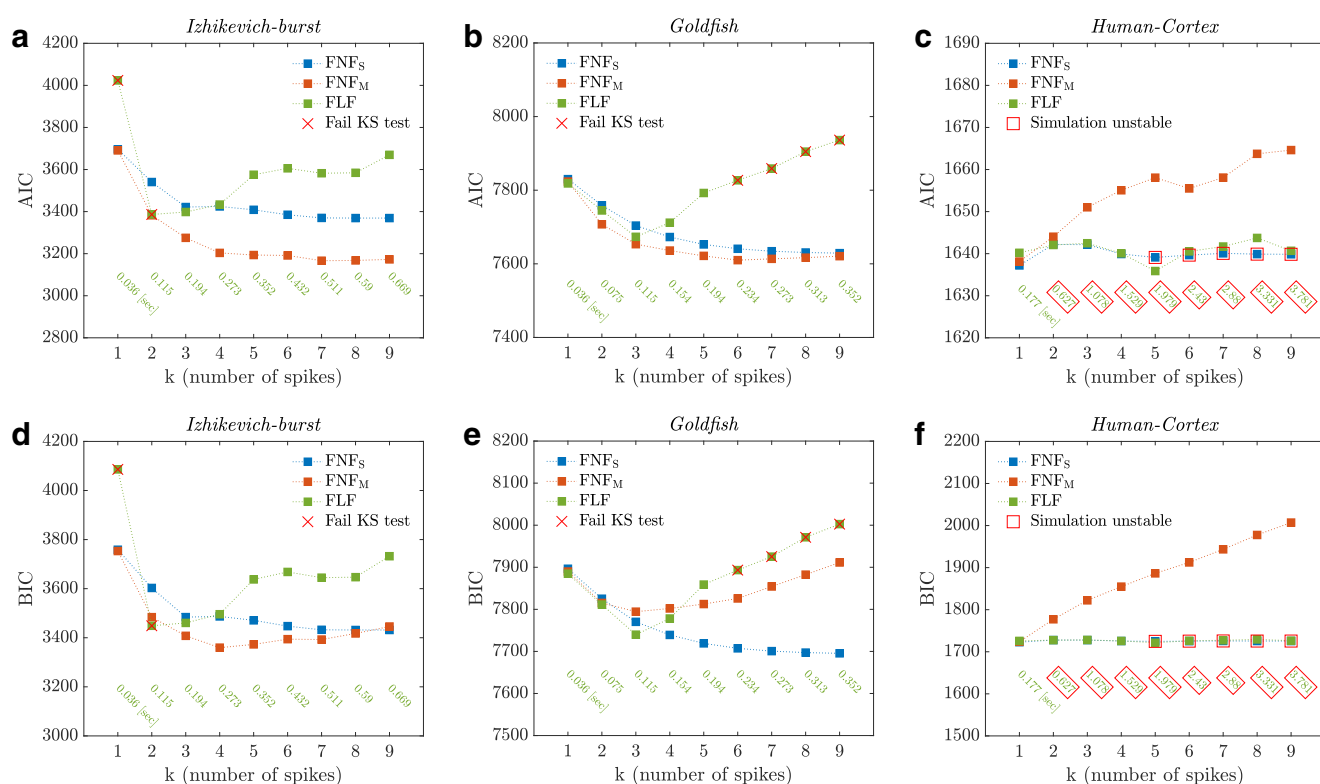 a
Izhikevich-burst
4200
4000
3800
3600
3400
3200
3000
2800
AIC
FNF_S
FNF_M
FLF
Fail KS test
0.036 [sec]
0.115
0.194
0.273
0.352
0.432
0.511
0.59
0.669
1 2 3 4 5 6 7 8 9
k (number of spikes)
b
Goldfish
8200
8000
7800
7600
7400
AIC
FNF_S
FNF_M
FLF
Fail KS test
0.036 [sec]
0.075
0.115
0.154
0.194
0.234
0.273
0.313
0.352
1 2 3 4 5 6 7 8 9
k (number of spikes)
c
Human-Cortex
1690
1680
1670
1660
1650
1640
1630
1620
AIC
FNF_S
FNF_M
FLF
Simulation unstable
0.177 [sec]
0.627
1.078
1.529
1.979
2.43
2.88
3.331
3.781
1 2 3 4 5 6 7 8 9
k (number of spikes)
d
Izhikevich-burst
4200
4000
3800
3600
3400
3200
3000
BIC
FNF_S
FNF_M
FLF
Fail KS test
0.036 [sec]
0.115
0.194
0.273
0.352
0.432
0.511
0.59
0.669
1 2 3 4 5 6 7 8 9
k (number of spikes)
e
Goldfish
8200
8100
8000
7900
7800
7700
7600
7500
BIC
FNF_S
FNF_M
FLF
Fail KS test
0.036 [sec]
0.075
0.115
0.154
0.194
0.234
0.273
0.313
0.352
1 2 3 4 5 6 7 8 9
k (number of spikes)
f
Human-Cortex
2200
2100
2000
1900
1800
1700
1600
1500
BIC
FNF_S
FNF_M
FLF
Simulation unstable
0.177 [sec]
0.627
1.078
1.529
1.979
2.43
2.88
3.331
3.781
1 2 3 4 5 6 7 8 9
k (number of spikes)